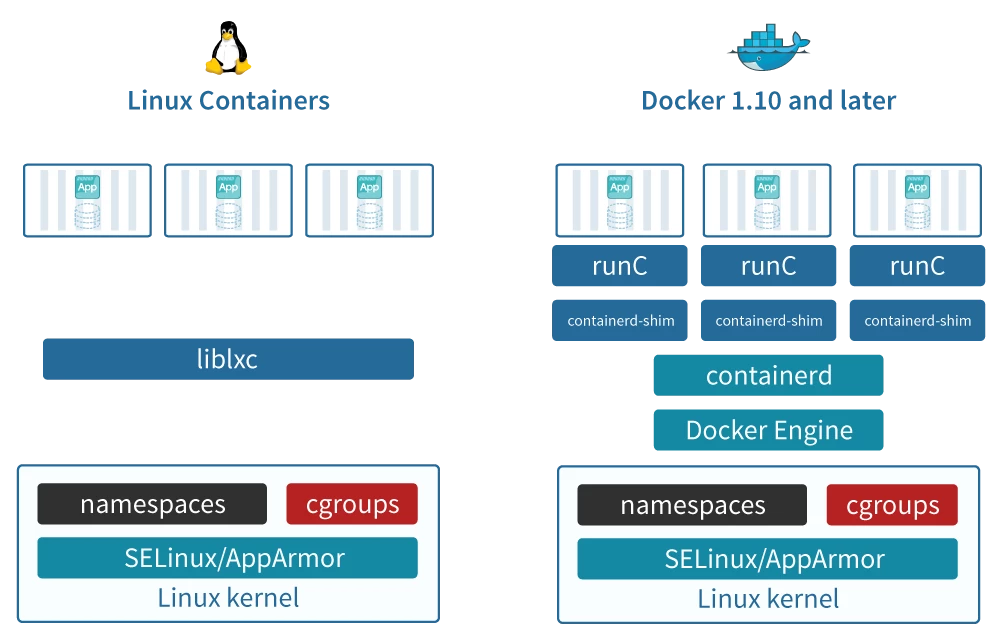 Linux Containers
App
App
App
liblxc
namespaces
cgroups
SELinux/AppArmor
Linux kernel
Docker 1.10 and later
App
App
App
runC
runC
runC
containerd-shim
containerd-shim
containerd-shim
containerd
Docker Engine
namespaces
cgroups
SELinux/AppArmor
Linux kernel